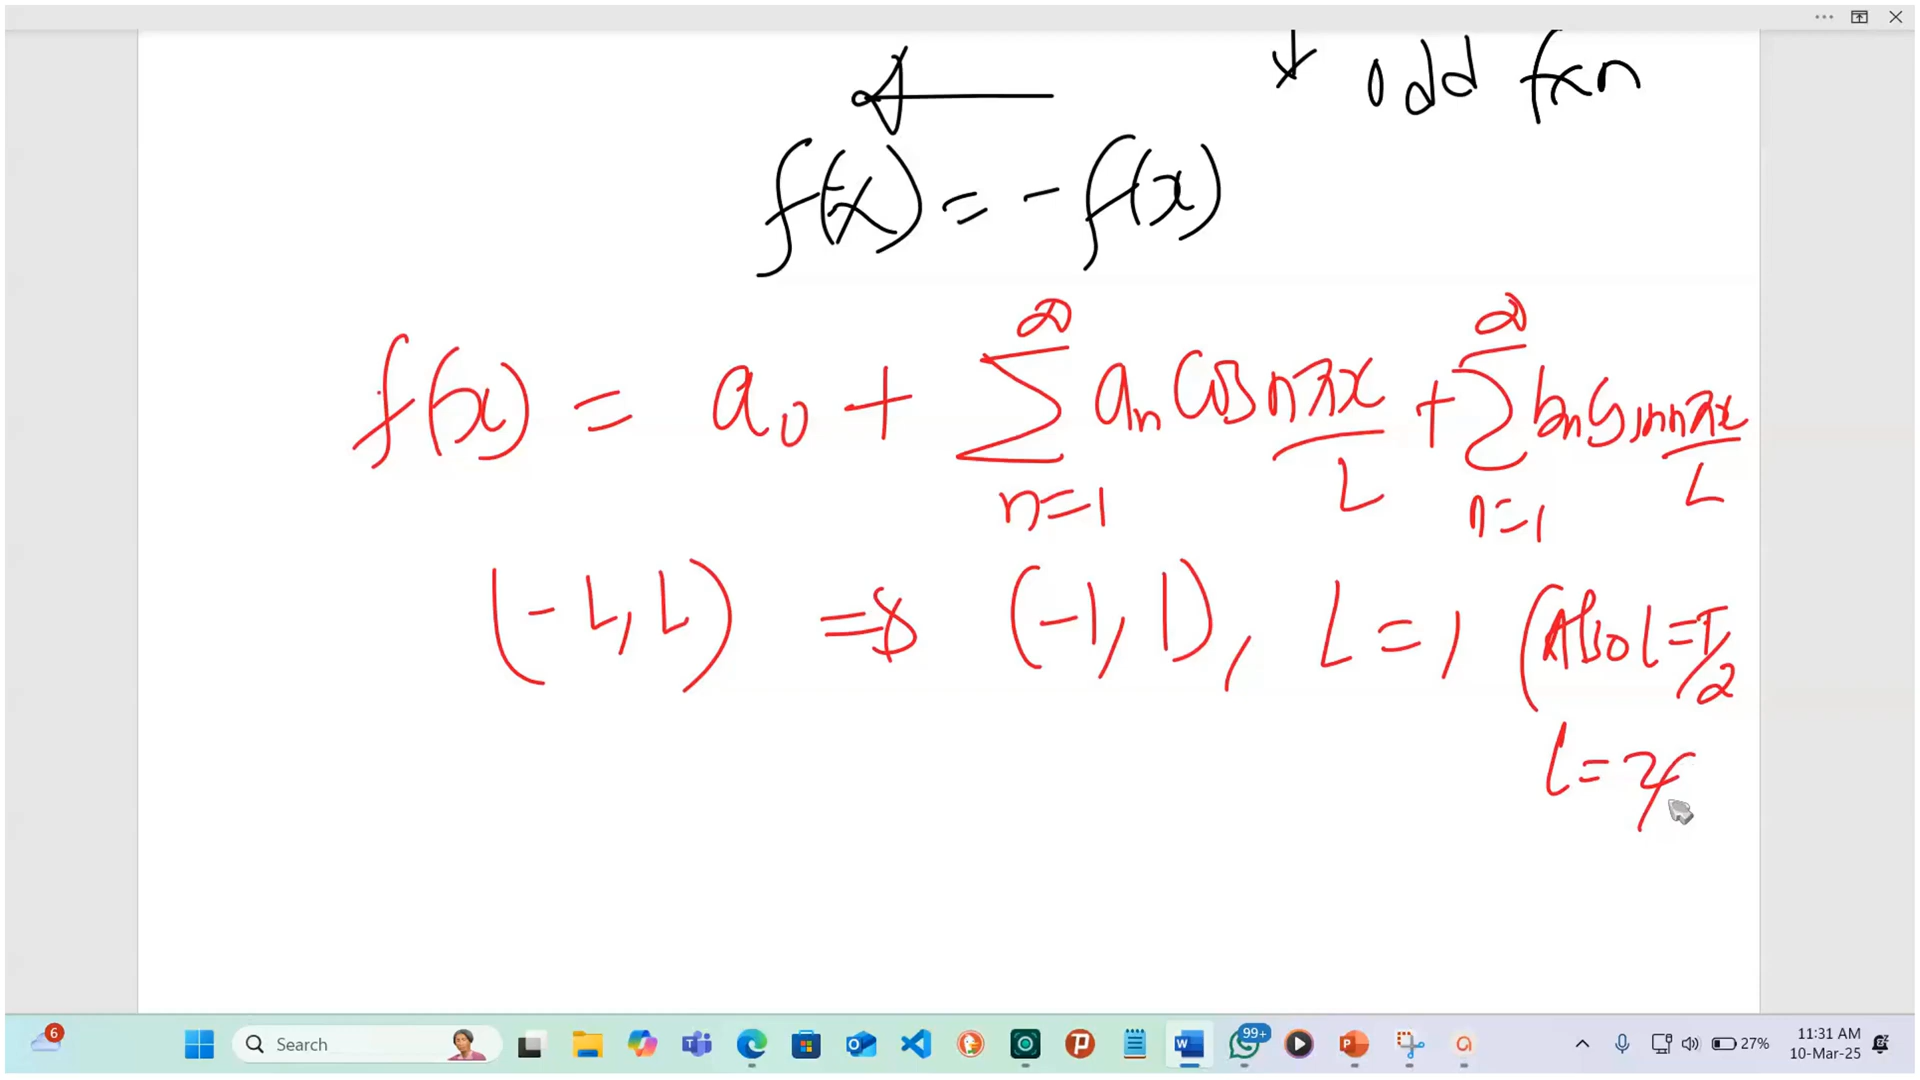 ↓ odd fxn
f(-x) = - f(x)
f(x) = a₀ + ∑_{n=1}^{∞} aₙ Cos nπx/L + ∑_{n=1}^{∞} bₙ Sin nπx/L
(-L, L) ⇒ (-1, 1), L = 1 (Also L = T/2
L =
6
Search
99+
27%
11:31 AM
10-Mar-25